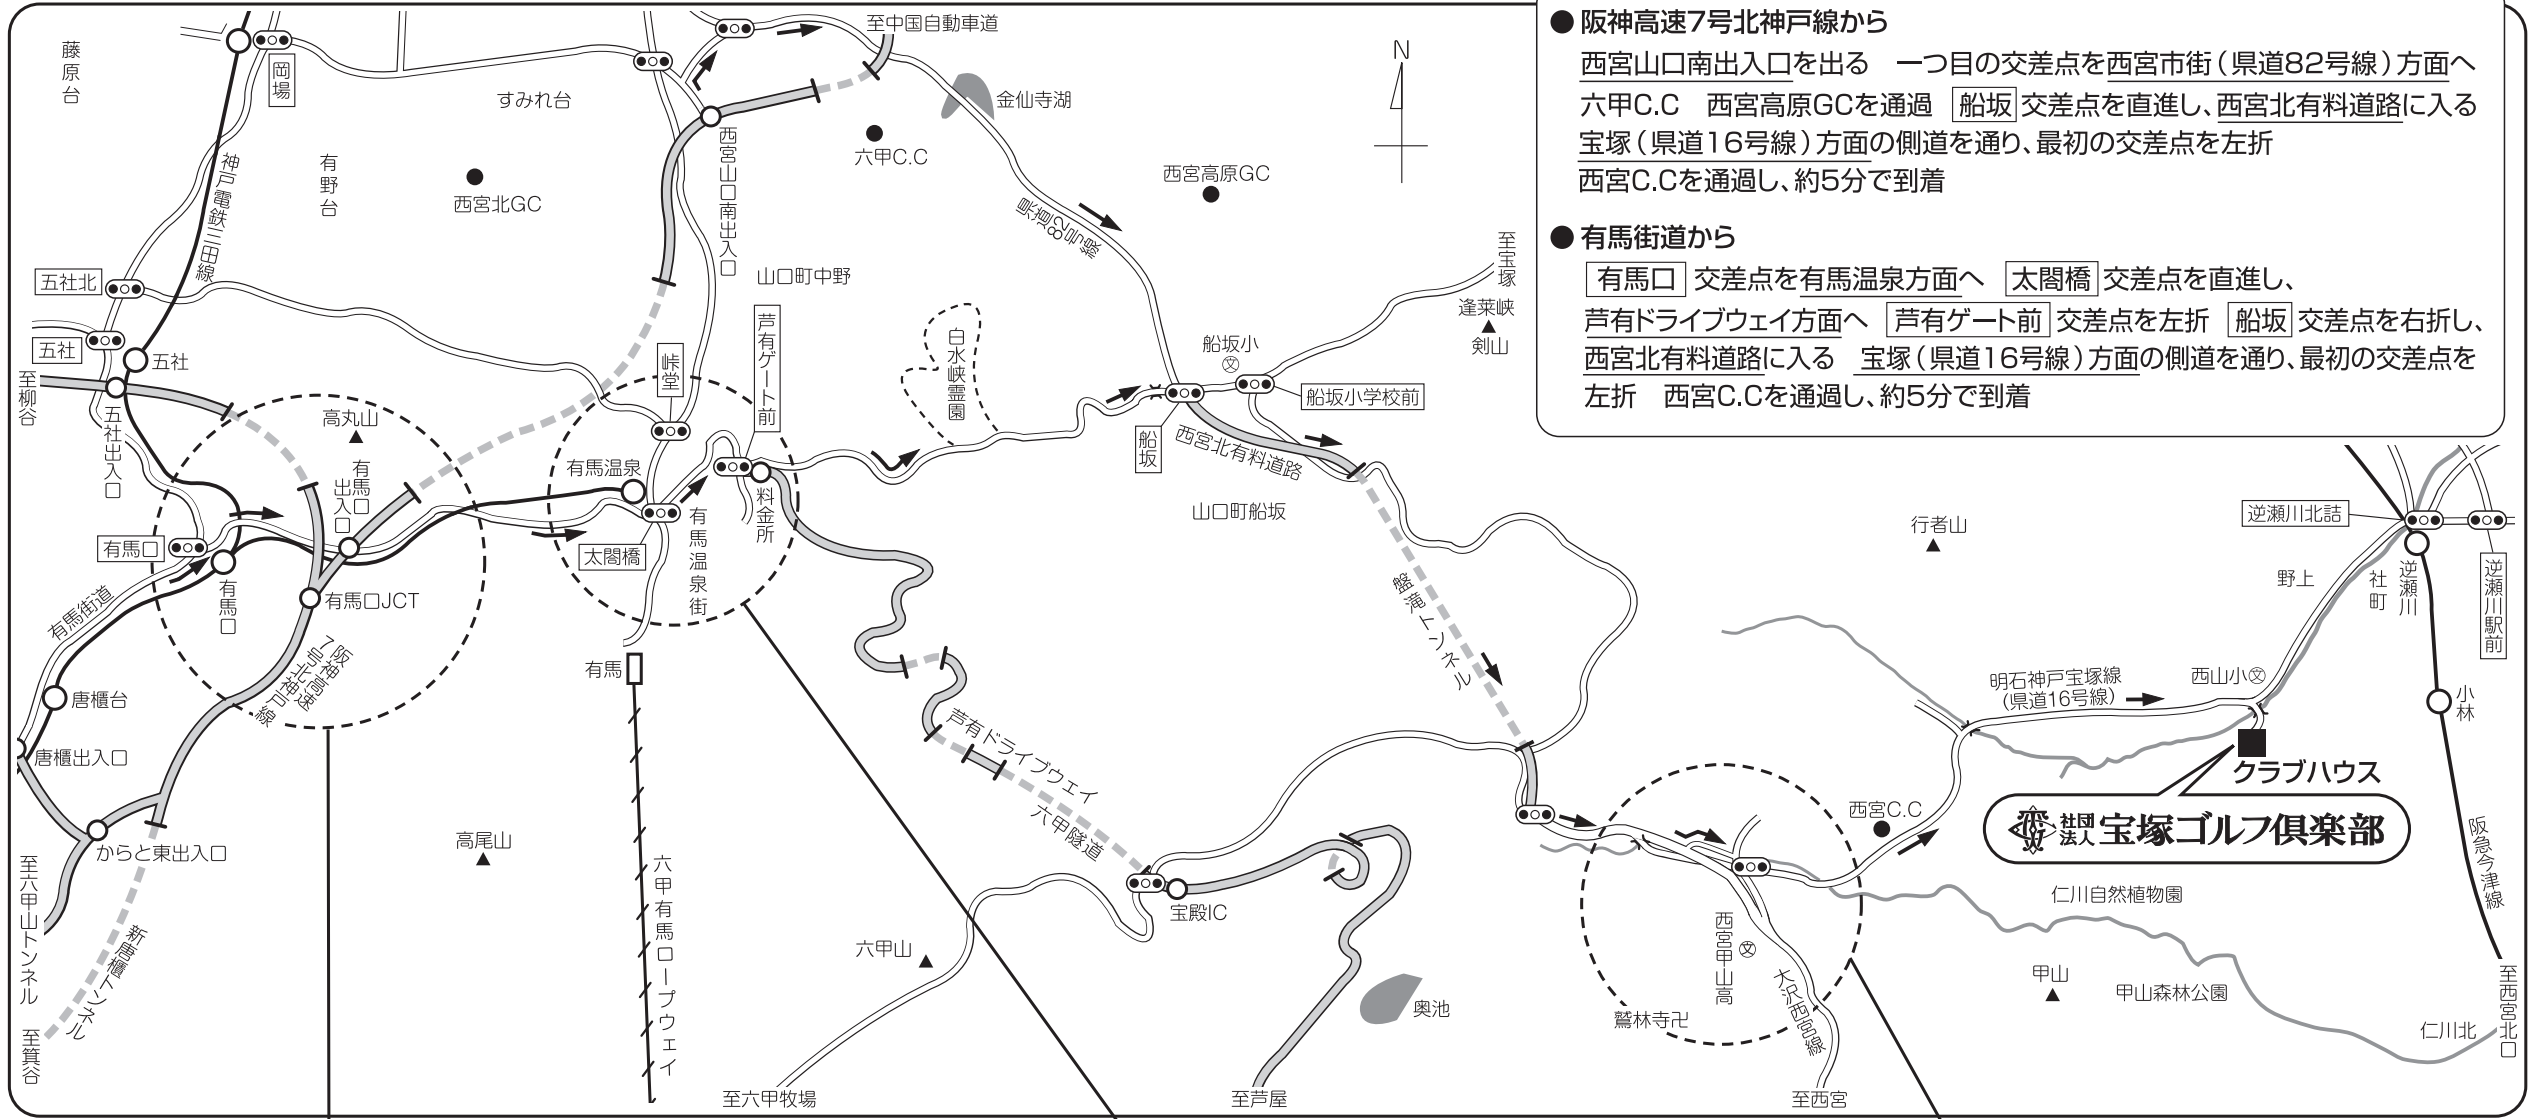 ● 阪神高速7号北神戸線から
西宮山口南出入口を出る　一つ目の交差点を西宮市街（県道82号線）方面へ
六甲C.C　西宮高原GCを通過　船坂 交差点を直進し、西宮北有料道路に入る
宝塚（県道16号線）方面の側道を通り、最初の交差点を左折
西宮C.Cを通過し、約5分で到着
● 有馬街道から
有馬口 交差点を有馬温泉方面へ　太閤橋 交差点を直進し、
芦有ドライブウェイ方面へ　芦有ゲート前 交差点を左折　船坂 交差点を右折し、
西宮北有料道路に入る　宝塚（県道16号線）方面の側道を通り、最初の交差点を
左折　西宮C.Cを通過し、約5分で到着
藤原台
岡場
至中国自動車道
N
すみれ台
金仙寺湖
六甲C.C
西宮高原GC
神戸電鉄三田線
有野台
西宮北GC
西宮山口南出入口
県道82号線
至宝塚
五社北
山口町中野
蓬莱峡
剣山
五社
五社
芦有ゲート前
白水峡霊園
船坂小
文
船坂小学校前
至柳谷
五社出入口
高丸山
有馬口出入口
峠堂
有馬温泉
料金所
船坂
西宮北有料道路
山口町船坂
逆瀬川北詰
行者山
有馬口
有馬口
有馬街道
有馬口JCT
阪神高速
7号北神戸線
太閤橋
有馬温泉街
盤滝トンネル
野上
社町
逆瀬川
逆瀬川駅前
有馬
唐櫃台
唐櫃出入口
芦有ドライブウェイ
六甲隧道
明石神戸宝塚線
（県道16号線）
西山小文
小林
クラブハウス
社団法人 宝塚ゴルフ倶楽部
西宮C.C
阪急今津線
からと東出入口
高尾山
六甲有馬ロープウェイ
宝殿IC
仁川自然植物園
至六甲山トンネル
新唐櫃トンネル
六甲山
西宮甲山高
文
大沢西宮線
甲山
甲山森林公園
奥池
鷲林寺卍
仁川北
至西宮北口
至箕谷
至六甲牧場
至芦屋
至西宮